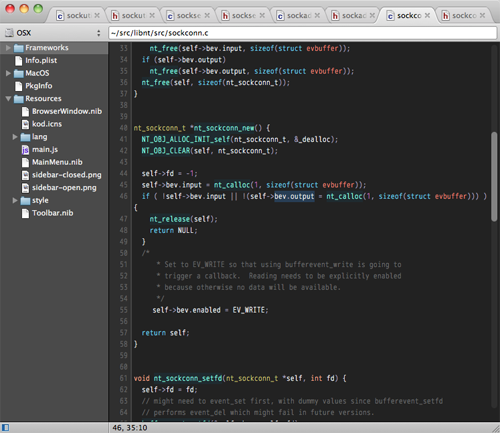 socku
socku
sockse
sockse
sockad
sockad
sockco
sockco
OSX
~/src/libnt/src/sockconn.c
Frameworks
Info.plist
MacOS
PkgInfo
Resources
BrowserWindow.nib
kod.icns
lang
main.js
MainMenu.nib
sidebar-closed.png
sidebar-open.png
style
Toolbar.nib
33 nt_free(self->bev.input, sizeof(struct evbuffer));
34 if (self->bev.output)
35 nt_free(self->bev.output, sizeof(struct evbuffer));
36 nt_free(self, sizeof(nt_sockconn_t));
37 }
38
39
40 nt_sockconn_t *nt_sockconn_new() {
41 NT_OBJ_ALLOC_INIT_self(nt_sockconn_t, &_dealloc);
42 NT_OBJ_CLEAR(self, nt_sockconn_t);
43
44 self->fd = -1;
45 self->bev.input = nt_calloc(1, sizeof(struct evbuffer));
46 if ( !self->bev.input || !(self->bev.output = nt_calloc(1, sizeof(struct evbuffer))) )
{
47 nt_release(self);
48 return NULL;
49 }
50 /*
51 * Set to EV_WRITE so that using bufferevent_write is going to
52 * trigger a callback. Reading needs to be explicitly enabled
53 * because otherwise no data will be available.
54 */
55 self->bev.enabled = EV_WRITE;
56
57 return self;
58 }
59
60
61 void nt_sockconn_setfd(nt_sockconn_t *self, int fd) {
62 self->fd = fd;
63 // might need to event_set first, with dummy values since bufferevent_setfd
64 // performs event_del which might fail in future versions.
46, 35:10